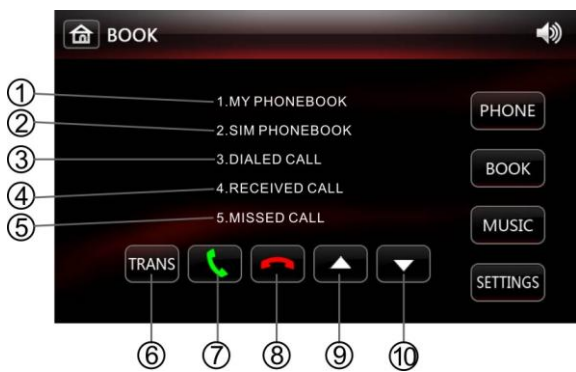 BOOK
① 1.MY PHONEBOOK
② 2.SIM PHONEBOOK
③ 3.DIALED CALL
④ 4.RECEIVED CALL
⑤ 5.MISSED CALL
PHONE
BOOK
MUSIC
SETTINGS
TRANS
⑥ ⑦ ⑧ ⑨ ⑩